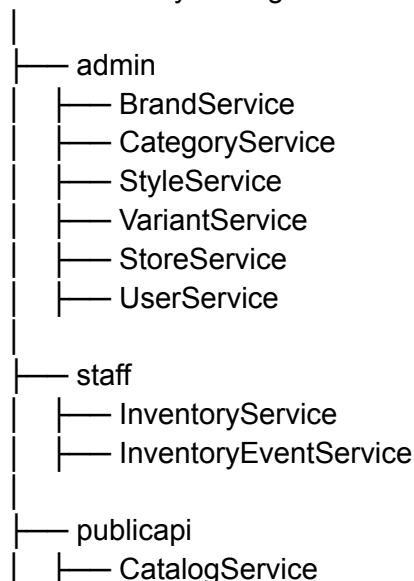 admin
BrandService
CategoryService
StyleService
VariantService
StoreService
UserService
staff
InventoryService
InventoryEventService
publicapi
CatalogService